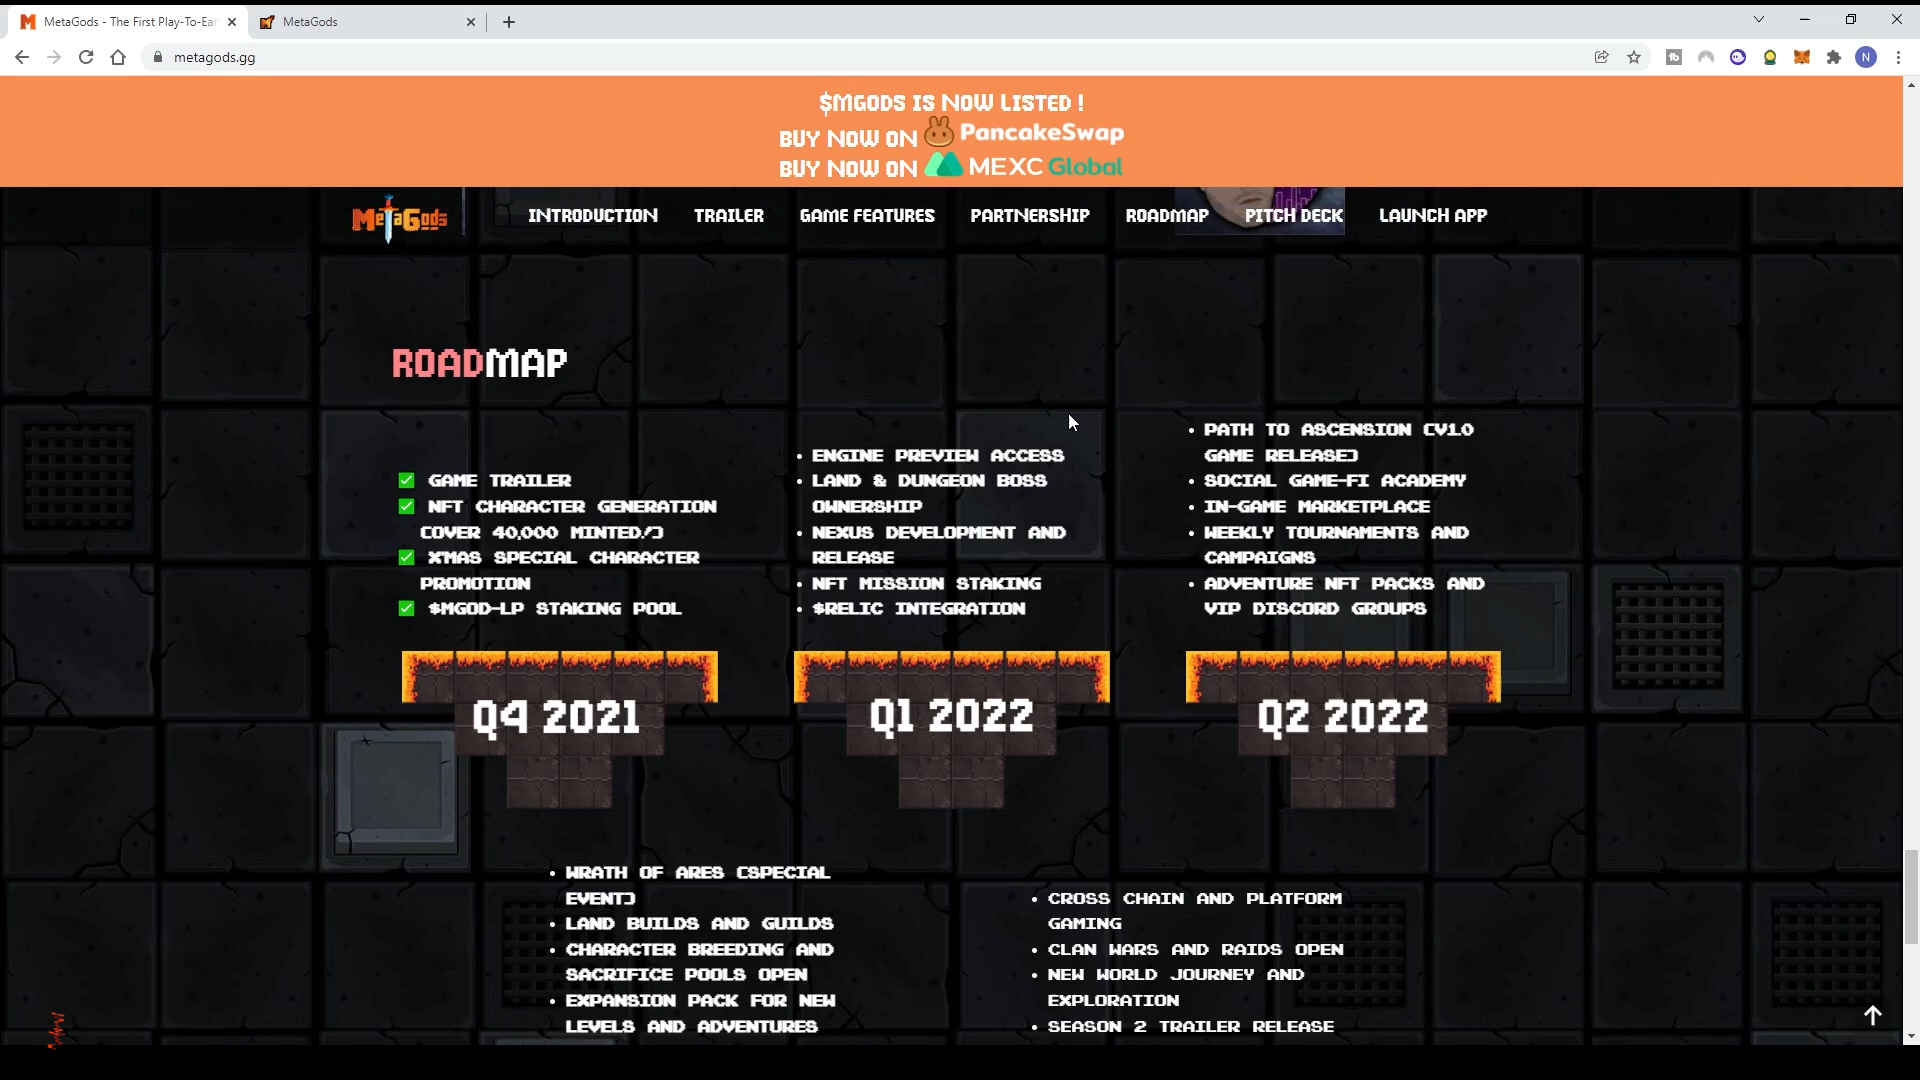 MetaGods - The First Play-To-Ear
MetaGods
metagods.gg
N
$MGODS IS NOW LISTED !
BUY NOW ON PancakeSwap
BUY NOW ON MEXC Global
MetaGods
INTRODUCTION
TRAILER
GAME FEATURES
PARTNERSHIP
ROADMAP
PITCH DECK
LAUNCH APP
ROADMAP
GAME TRAILER
NFT CHARACTER GENERATION
(OVER 40,000 MINTED!)
X'MAS SPECIAL CHARACTER
PROMOTION
$MGOD-LP STAKING POOL
Q4 2021
ENGINE PREVIEW ACCESS
LAND & DUNGEON BOSS
OWNERSHIP
NEXUS DEVELOPMENT AND
RELEASE
NFT MISSION STAKING
$RELIC INTEGRATION
Q1 2022
PATH TO ASCENSION (V1.0
GAME RELEASE)
SOCIAL GAME-FI ACADEMY
IN-GAME MARKETPLACE
WEEKLY TOURNAMENTS AND
CAMPAIGNS
ADVENTURE NFT PACKS AND
VIP DISCORD GROUPS
Q2 2022
WRATH OF ARES (SPECIAL
EVENT)
LAND BUILDS AND GUILDS
CHARACTER BREEDING AND
SACRIFICE POOLS OPEN
EXPANSION PACK FOR NEW
LEVELS AND ADVENTURES
CROSS CHAIN AND PLATFORM
GAMING
CLAN WARS AND RAIDS OPEN
NEW WORLD JOURNEY AND
EXPLORATION
SEASON 2 TRAILER RELEASE